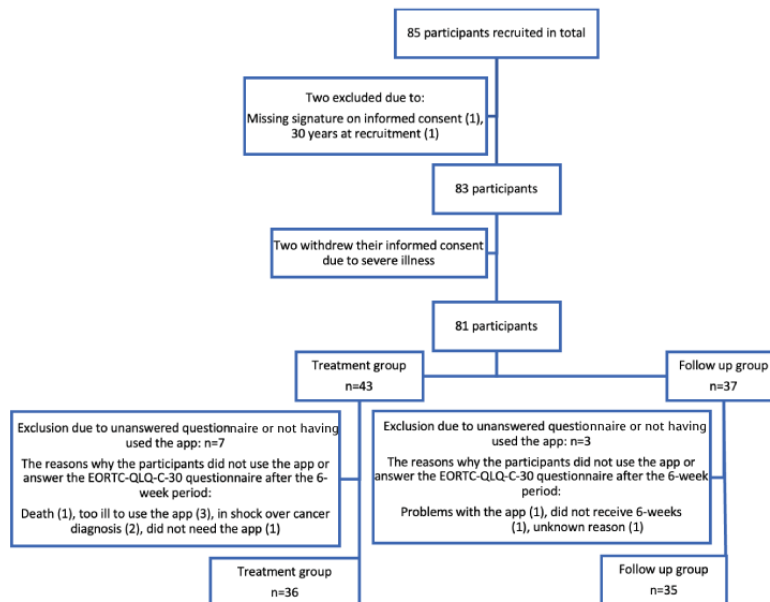 85 participants recruited in total
Two excluded due to:
Missing signature on informed consent (1),
30 years at recruitment (1)
83 participants
Two withdrew their informed consent
due to severe illness
81 participants
Treatment group
n=43
Follow up group
n=37
Exclusion due to unanswered questionnaire or not having
used the app: n=7
The reasons why the participants did not use the app or
answer the EORTC-QLQ-C-30 questionnaire after the 6-
week period:
Death (1), too ill to use the app (3), in shock over cancer
diagnosis (2), did not need the app (1)
Exclusion due to unanswered questionnaire or not having
used the app: n=3
The reasons why the participants did not use the app or
answer the EORTC-QLQ-C-30 questionnaire after the 6-week
period:
Problems with the app (1), did not receive 6-weeks
(1), unknown reason (1)
Treatment group
n=36
Follow up group
n=35